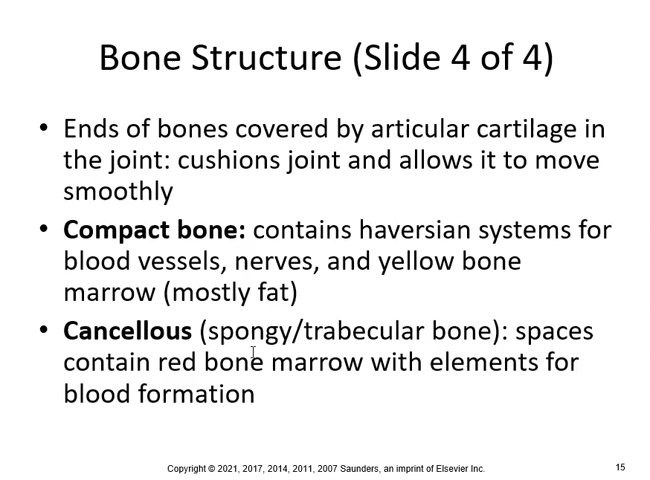 Bone Structure (Slide 4 of 4)
• Ends of bones covered by articular cartilage in
the joint: cushions joint and allows it to move
smoothly
• Compact bone: contains haversian systems for
blood vessels, nerves, and yellow bone
marrow (mostly fat)
• Cancellous (spongy/trabecular bone): spaces
contain red bone marrow with elements for
blood formation
Copyright © 2021, 2017, 2014, 2011, 2007 Saunders, an imprint of Elsevier Inc.
15